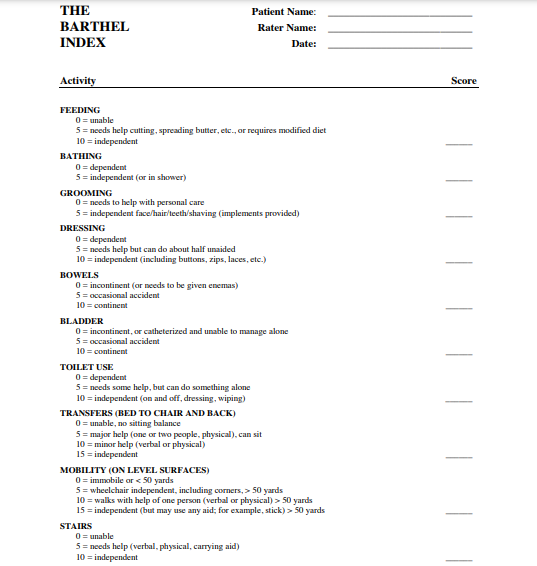 THE
BARTHEL
INDEX
Patient Name:
Rater Name:
Date:
Activity Score
FEEDING
0 = unable
5 = needs help cutting, spreading butter, etc., or requires modified diet
10 = independent
BATHING
0 = dependent
5 = independent (or in shower)
GROOMING
0 = needs to help with personal care
5 = independent face/hair/teeth/shaving (implements provided)
DRESSING
0 = dependent
5 = needs help but can do about half unaided
10 = independent (including buttons, zips, laces, etc.)
BOWELS
0 = incontinent (or needs to be given enemas)
5 = occasional accident
10 = continent
BLADDER
0 = incontinent, or catheterized and unable to manage alone
5 = occasional accident
10 = continent
TOILET USE
0 = dependent
5 = needs some help, but can do something alone
10 = independent (on and off, dressing, wiping)
TRANSFERS (BED TO CHAIR AND BACK)
0 = unable, no sitting balance
5 = major help (one or two people, physical), can sit
10 = minor help (verbal or physical)
15 = independent
MOBILITY (ON LEVEL SURFACES)
0 = immobile or < 50 yards
5 = wheelchair independent, including corners, > 50 yards
10 = walks with help of one person (verbal or physical) > 50 yards
15 = independent (but may use any aid; for example, stick) > 50 yards
STAIRS
0 = unable
5 = needs help (verbal, physical, carrying aid)
10 = independent